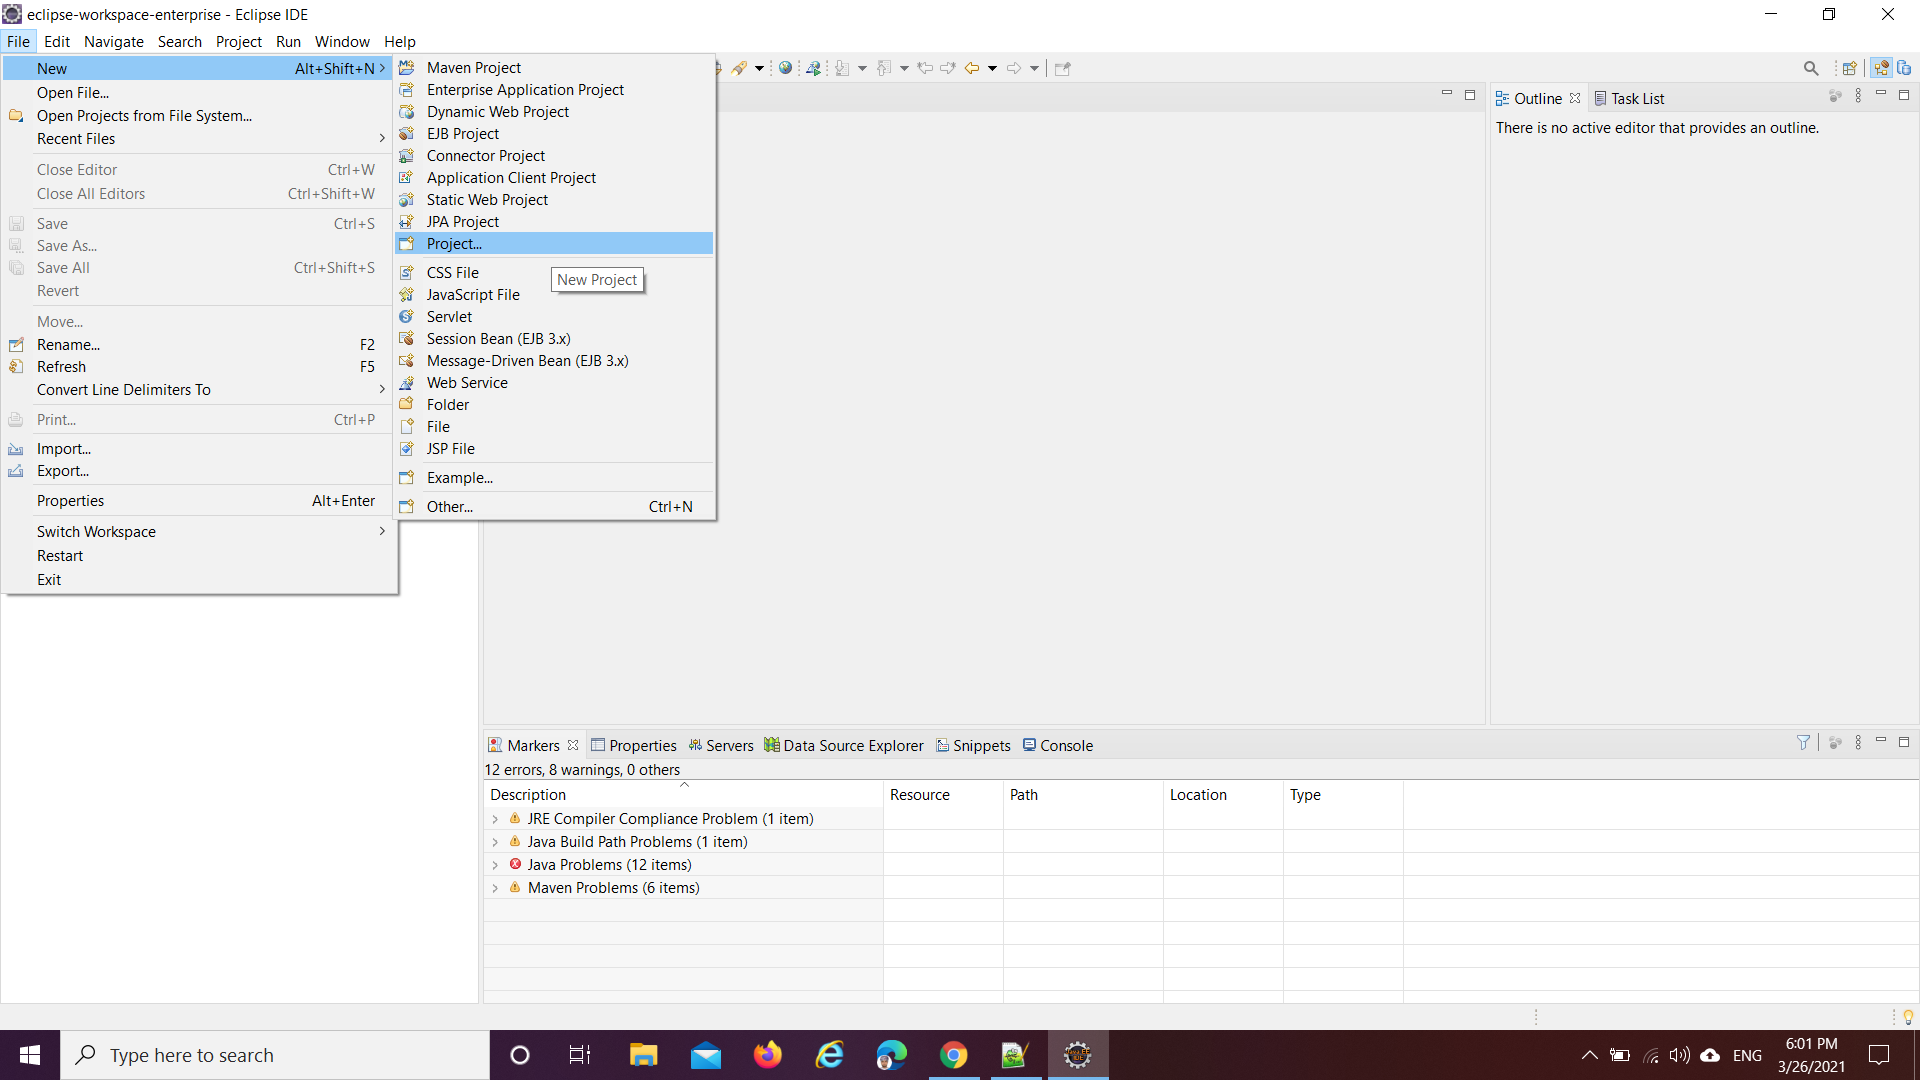 eclipse-workspace-enterprise - Eclipse IDE
File Edit Navigate Search Project Run Window Help
New Alt+Shift+N
Open File...
Open Projects from File System...
Recent Files
Close Editor Ctrl+W
Close All Editors Ctrl+Shift+W
Save Ctrl+S
Save As...
Save All Ctrl+Shift+S
Revert
Move...
Rename... F2
Refresh F5
Convert Line Delimiters To
Print... Ctrl+P
Import...
Export...
Properties Alt+Enter
Switch Workspace
Restart
Exit
Maven Project
Enterprise Application Project
Dynamic Web Project
EJB Project
Connector Project
Application Client Project
Static Web Project
JPA Project
Project...
CSS File
New Project
JavaScript File
Servlet
Session Bean (EJB 3.x)
Message-Driven Bean (EJB 3.x)
Web Service
Folder
File
JSP File
Example...
Other... Ctrl+N
Outline Task List
There is no active editor that provides an outline.
Markers Properties Servers Data Source Explorer Snippets Console
12 errors, 8 warnings, 0 others
Description Resource Path Location Type
JRE Compiler Compliance Problem (1 item)
Java Build Path Problems (1 item)
Java Problems (12 items)
Maven Problems (6 items)
Type here to search
ENG
6:01 PM
3/26/2021